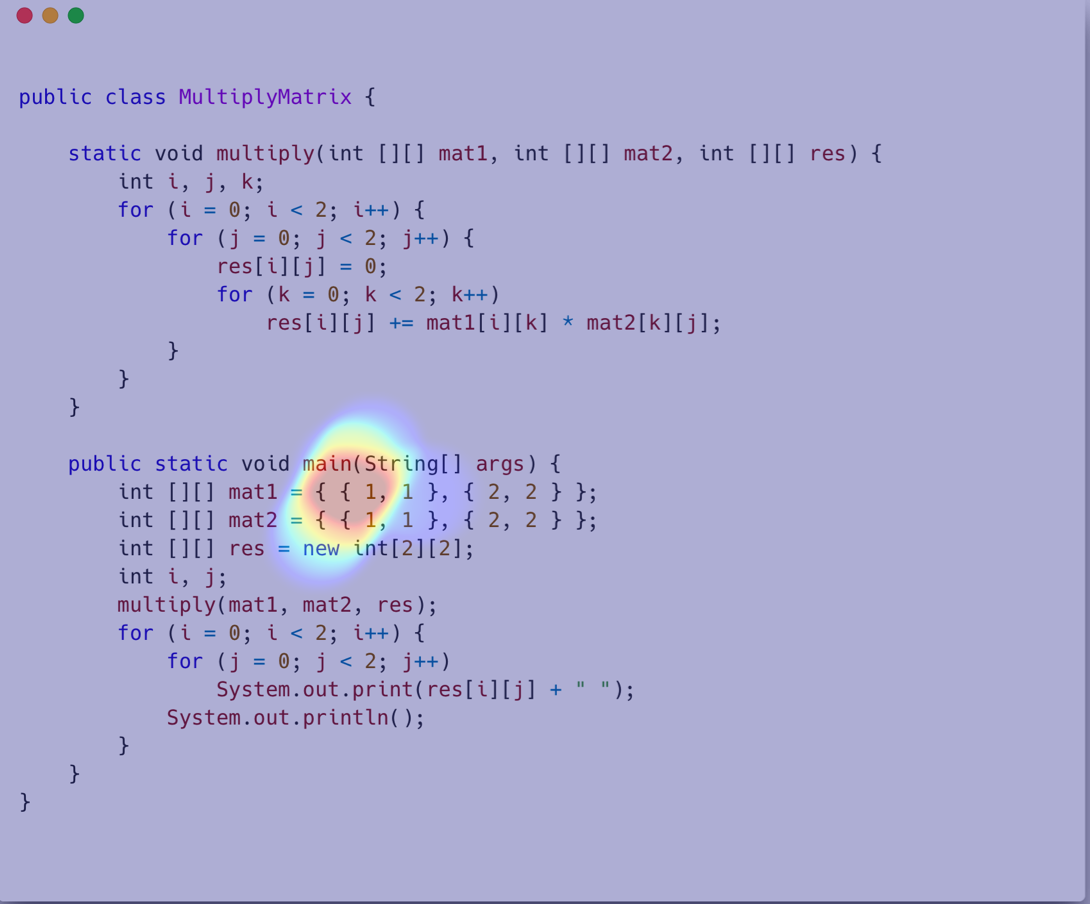 public class MultiplyMatrix {
    static void multiply(int [][] mat1, int [][] mat2, int [][] res) {
        int i, j, k;
        for (i = 0; i < 2; i++) {
            for (j = 0; j < 2; j++) {
                res[i][j] = 0;
                for (k = 0; k < 2; k++)
                    res[i][j] += mat1[i][k] * mat2[k][j];
            }
        }
    }
    public static void main(String[] args) {
        int [][] mat1 = { { 1, 1 }, { 2, 2 } };
        int [][] mat2 = { { 1, 1 }, { 2, 2 } };
        int [][] res = new int[2][2];
        int i, j;
        multiply(mat1, mat2, res);
        for (i = 0; i < 2; i++) {
            for (j = 0; j < 2; j++)
                System.out.print(res[i][j] + " ");
            System.out.println();
        }
    }
}